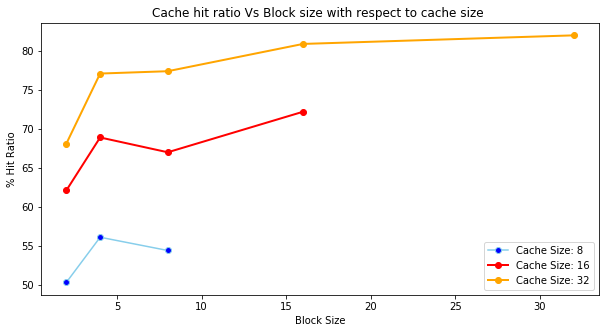 Cache hit ratio Vs Block size with respect to cache size
% Hit Ratio
80
75
70
65
60
55
50
5
10
15
20
25
30
Block Size
Cache Size: 8
Cache Size: 16
Cache Size: 32